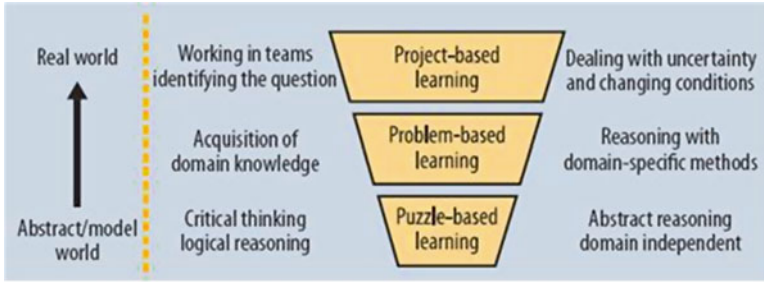 Real world
Abstract/model
world
Working in teams
identifying the question
Project-based
learning
Dealing with uncertainty
and changing conditions
Acquisition of
domain knowledge
Problem-based
learning
Reasoning with
domain-specific methods
Critical thinking
logical reasoning
Puzzle-based
learning
Abstract reasoning
domain independent